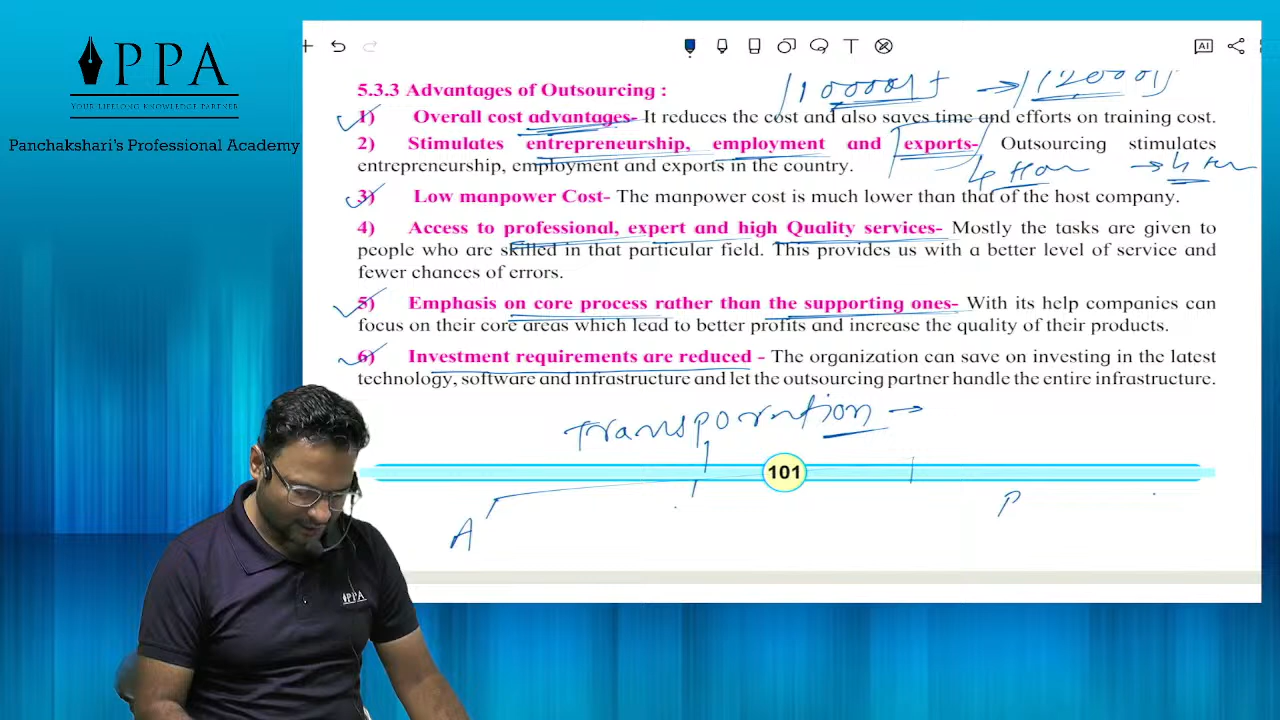 PPA
YOUR LIFELONG KNOWLEDGE PARTNER
Panchakshari's Professional Academy
AI
5.3.3 Advantages of Outsourcing :
1) Overall cost advantages- It reduces the cost and also saves time and efforts on training cost.
2) Stimulates entrepreneurship, employment and exports- Outsourcing stimulates
entrepreneurship, employment and exports in the country.
3) Low manpower Cost- The manpower cost is much lower than that of the host company.
4) Access to professional, expert and high Quality services- Mostly the tasks are given to
people who are skilled in that particular field. This provides us with a better level of service and
fewer chances of errors.
5) Emphasis on core process rather than the supporting ones- With its help companies can
focus on their core areas which lead to better profits and increase the quality of their products.
6) Investment requirements are reduced - The organization can save on investing in the latest
technology, software and infrastructure and let the outsourcing partner handle the entire infrastructure.
Transporation →
101
A P
PPA